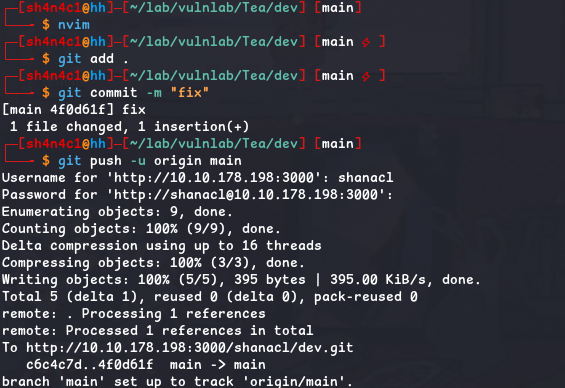 [sh4n4c1@hh]-[~/lab/vulnlab/Tea/dev] [main]
$ nvim
[sh4n4c1@hh]-[~/lab/vulnlab/Tea/dev] [main ⚡ ]
$ git add .
[sh4n4c1@hh]-[~/lab/vulnlab/Tea/dev] [main ⚡ ]
$ git commit -m "fix"
[main 4f0d61f] fix
1 file changed, 1 insertion(+)
[sh4n4c1@hh]-[~/lab/vulnlab/Tea/dev] [main]
$ git push -u origin main
Username for 'http://10.10.178.198:3000': shanacl
Password for 'http://shanacl@10.10.178.198:3000':
Enumerating objects: 9, done.
Counting objects: 100% (9/9), done.
Delta compression using up to 16 threads
Compressing objects: 100% (3/3), done.
Writing objects: 100% (5/5), 395 bytes | 395.00 KiB/s, done.
Total 5 (delta 1), reused 0 (delta 0), pack-reused 0
remote: . Processing 1 references
remote: Processed 1 references in total
To http://10.10.178.198:3000/shanacl/dev.git
c6c4c7d..4f0d61f  main -> main
branch 'main' set up to track 'origin/main'.